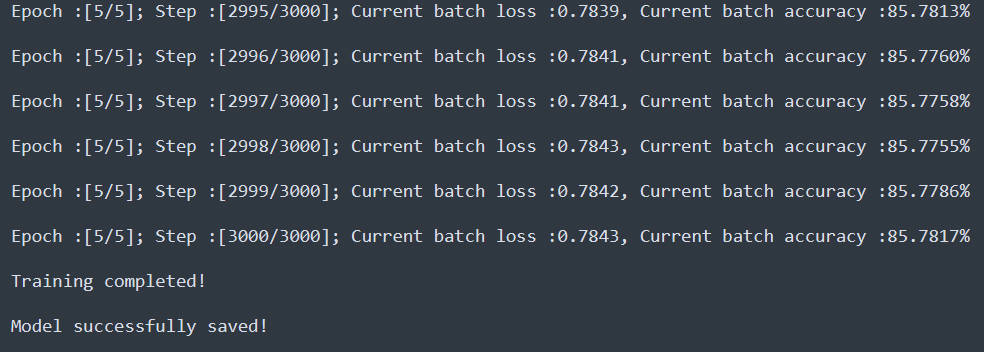 Epoch :[5/5]; Step :[2995/3000]; Current batch loss :0.7839, Current batch accuracy :85.7813%
Epoch :[5/5]; Step :[2996/3000]; Current batch loss :0.7841, Current batch accuracy :85.7760%
Epoch :[5/5]; Step :[2997/3000]; Current batch loss :0.7841, Current batch accuracy :85.7758%
Epoch :[5/5]; Step :[2998/3000]; Current batch loss :0.7843, Current batch accuracy :85.7755%
Epoch :[5/5]; Step :[2999/3000]; Current batch loss :0.7842, Current batch accuracy :85.7786%
Epoch :[5/5]; Step :[3000/3000]; Current batch loss :0.7843, Current batch accuracy :85.7817%
Training completed!
Model successfully saved!